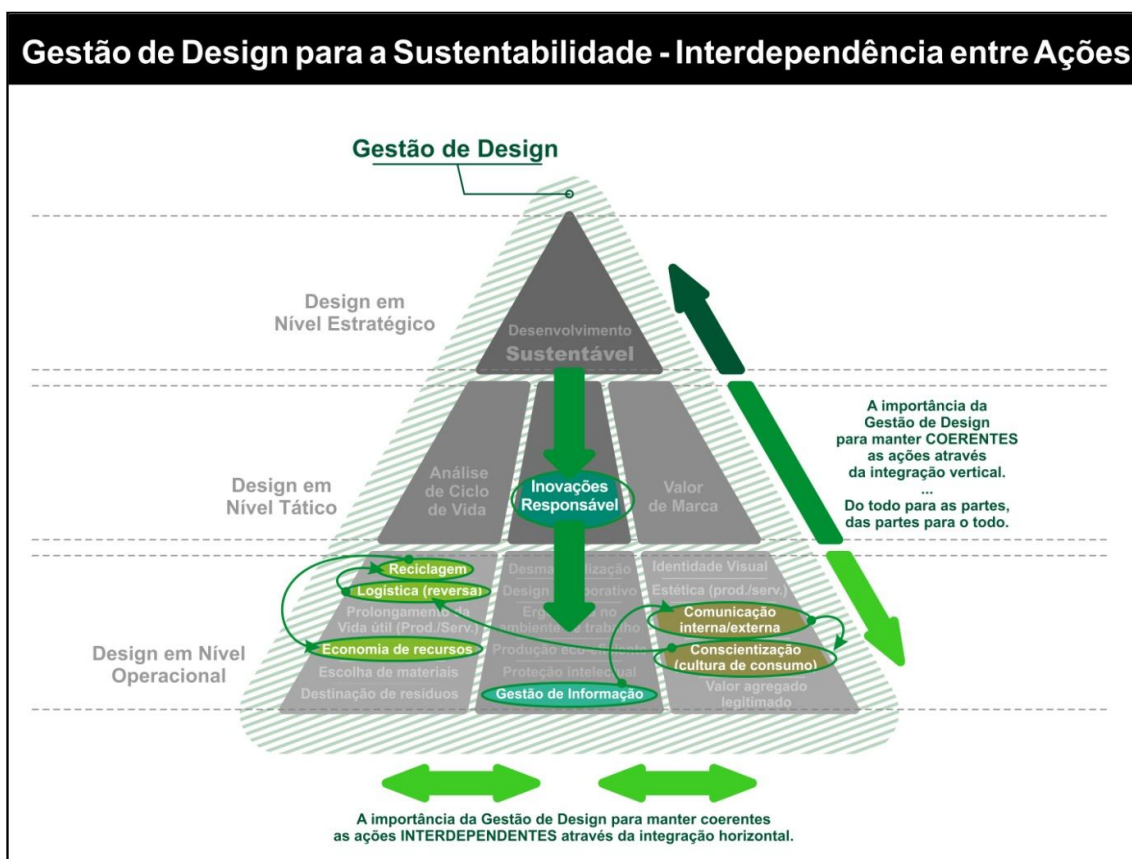 Gestão de Design para a Sustentabilidade - Interdependência entre Ações
Gestão de Design
Design em
Nível Estratégico
Desenvolvimento
Sustentável
A importância da
Gestão de Design
para manter COERENTES
as ações através
da integração vertical.
...
Do todo para as partes,
das partes para o todo.
Design em
Nível Tático
Análise
de Ciclo
de Vida
Inovações
Responsável
Valor
de Marca
Design em Nível
Operacional
Reciclagem
Logística (reversa)
Prolongamento da
Vida útil (Prod./Serv.)
Economia de recursos
Escolha de materiais
Destinação de resíduos
Design
no
de trabalho
Produção
Proteção intelectual
Gestão de Informação
Identidade Visual
Estética (prod./serv.)
Comunicação
interna/externa
Conscientização
(cultura de consumo)
Valor agregado
legitimado
A importância da Gestão de Design para manter coerentes
as ações INTERDEPENDENTES através da integração horizontal.